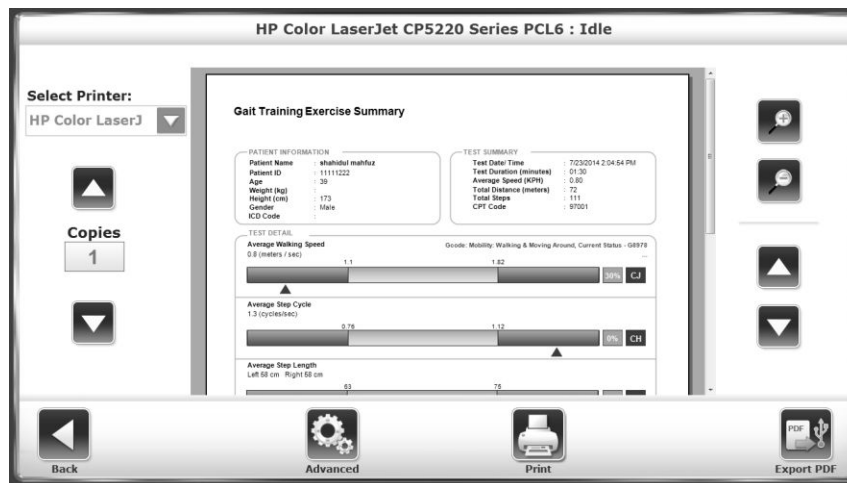 HP Color LaserJet CP5220 Series PCL6 : Idle
Select Printer:
HP Color LaserJ
Copies
1
Gait Training Exercise Summary
PATIENT INFORMATION
Patient Name : shahidul mahfuz
Patient ID : 11111222
Age : 39
Weight (kg) :
Height (cm) : 173
Gender : Male
ICD Code :
TEST SUMMARY
Test Date/ Time : 7/23/2014 2:04:54 PM
Test Duration (minutes) : 01:30
Average Speed (KPH) : 0.80
Total Distance (meters) : 72
Total Steps : 111
CPT Code : 97001
TEST DETAIL
Average Walking Speed
Gcode: Mobility: Walking & Moving Around, Current Status - G8978
0.8 (meters / sec)
...
1.1 1.82
30% CJ
Average Step Cycle
1.3 (cycles/sec)
0.76 1.12
0% CH
Average Step Length
Left 58 cm Right 58 cm
63 75
Back
Advanced
Print
PDF
Export PDF